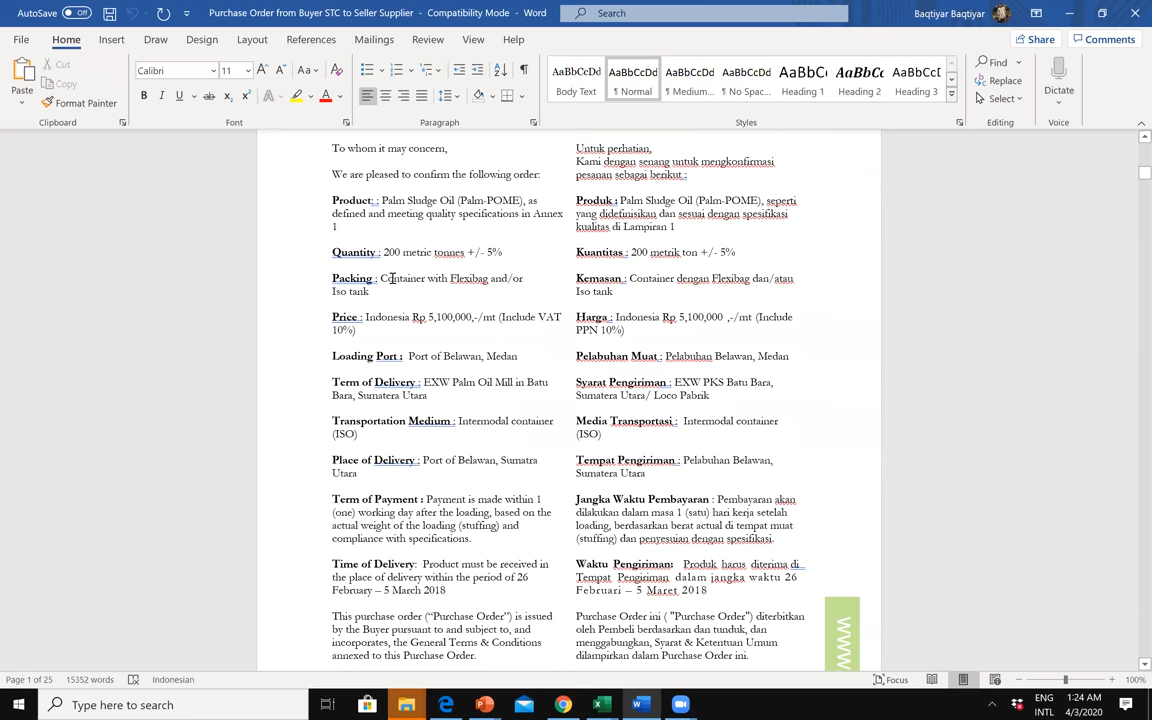 AutoSave Off
Purchase Order from Buyer STC to Seller Supplier - Compatibility Mode - Word
Search
Baqtiyar Baqtiyar
File Home Insert Draw Design Layout References Mailings Review View Help
Share Comments
Paste
Cut
Copy
Format Painter
Clipboard
Calibri 11
Font
Paragraph
AaBbCcDd AaBbCcDd AaBbCcDd AaBbCcDd AaBbC AaBbCc AaBbCcD
Body Text ¶ Normal ¶ Medium... ¶ No Spac... Heading 1 Heading 2 Heading 3
Styles
Find
Replace
Select
Editing
Dictate
Voice
To whom it may concern,
We are pleased to confirm the following order:
Product: : Palm Sludge Oil (Palm-POME), as
defined and meeting quality specifications in Annex
1
Quantity : 200 metric tonnes +/- 5%
Packing : Container with Flexibag and/or
Iso tank
Price : Indonesia Rp 5,100,000,-/mt (Include VAT
10%)
Loading Port : Port of Belawan, Medan
Term of Delivery : EXW Palm Oil Mill in Batu
Bara, Sumatera Utara
Transportation Medium : Intermodal container
(ISO)
Place of Delivery : Port of Belawan, Sumatra
Utara
Term of Payment : Payment is made within 1
(one) working day after the loading, based on the
actual weight of the loading (stuffing) and
compliance with specifications.
Time of Delivery: Product must be received in
the place of delivery within the period of 26
February – 5 March 2018
This purchase order (“Purchase Order”) is issued
by the Buyer pursuant to and subject to, and
incorporates, the General Terms & Conditions
annexed to this Purchase Order.
Untuk perhatian,
Kami dengan senang untuk mengkonfirmasi
pesanan sebagai berikut :
Produk : Palm Sludge Oil (Palm-POME), seperti
yang didefinisikan dan sesuai dengan spesifikasi
kualitas di Lampiran 1
Kuantitas : 200 metrik ton +/- 5%
Kemasan : Container dengan Flexibag dan/atau
Iso tank
Harga : Indonesia Rp 5,100,000 ,-/mt (Include
PPN 10%)
Pelabuhan Muat : Pelabuhan Belawan, Medan
Syarat Pengiriman : EXW PKS Batu Bara,
Sumatera Utara/ Loco Pabrik
Media Transportasi : Intermodal container
(ISO)
Tempat Pengiriman : Pelabuhan Belawan,
Sumatera Utara
Jangka Waktu Pembayaran : Pembayaran akan
dilakukan dalam masa 1 (satu) hari kerja setelah
loading, berdasarkan berat actual di tempat muat
(stuffing) dan penyesuian dengan spesifikasi.
Waktu Pengiriman: Produk harus diterima di
Tempat Pengiriman dalam jangka waktu 26
Februari – 5 Maret 2018
Purchase Order ini ( "Purchase Order") diterbitkan
oleh Pembeli berdasarkan dan tunduk, dan
menggabungkan, Syarat & Ketentuan Umum
dilampirkan dalam Purchase Order ini.
www
Page 1 of 25 15352 words Indonesian
Focus
100%
Type here to search
ENG
INTL
1:24 AM
4/3/2020